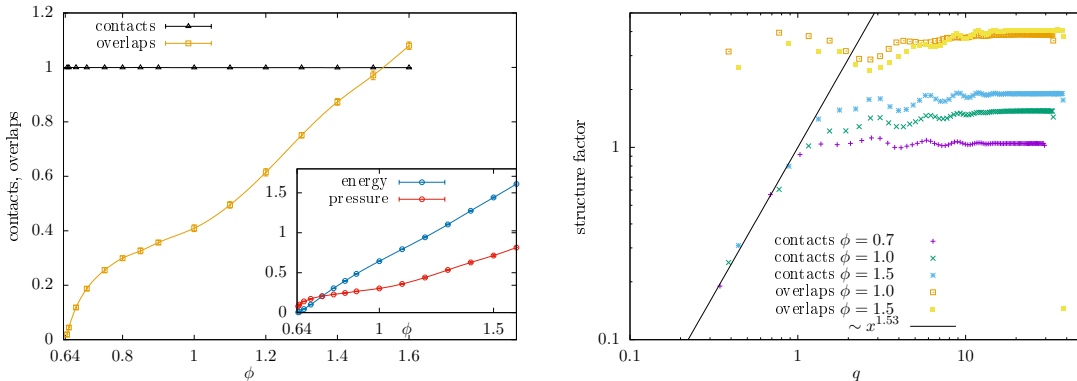 contacts
overlaps
contacts, overlaps
1.2
1
0.8
0.6
0.4
0.2
0
0.64 0.8 1 1.2 1.4 1.6
ϕ
energy
pressure
1.5
1
0.5
0
0.64 1 ϕ 1.5
structure factor
1
0.1
0.1 1 10
q
contacts ϕ = 0.7
contacts ϕ = 1.0
contacts ϕ = 1.5
overlaps ϕ = 1.0
overlaps ϕ = 1.5
∼ x^1.53